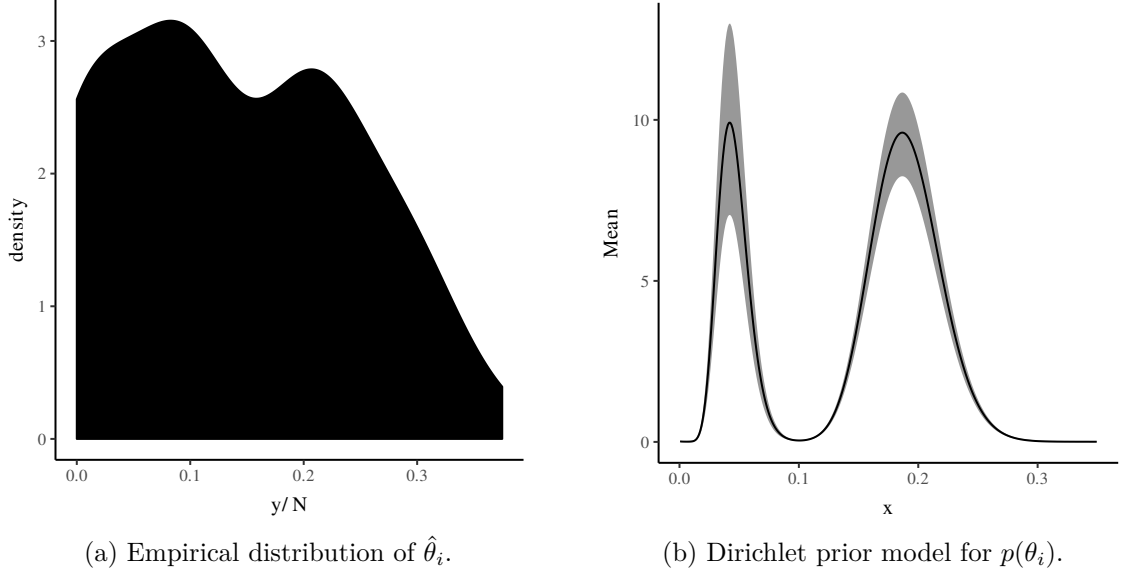 3
2
1
0
density
0.0 0.1 0.2 0.3
y/ N
(a) Empirical distribution of θ̂ᵢ.
10
5
0
Mean
0.0 0.1 0.2 0.3
x
(b) Dirichlet prior model for p(θᵢ).